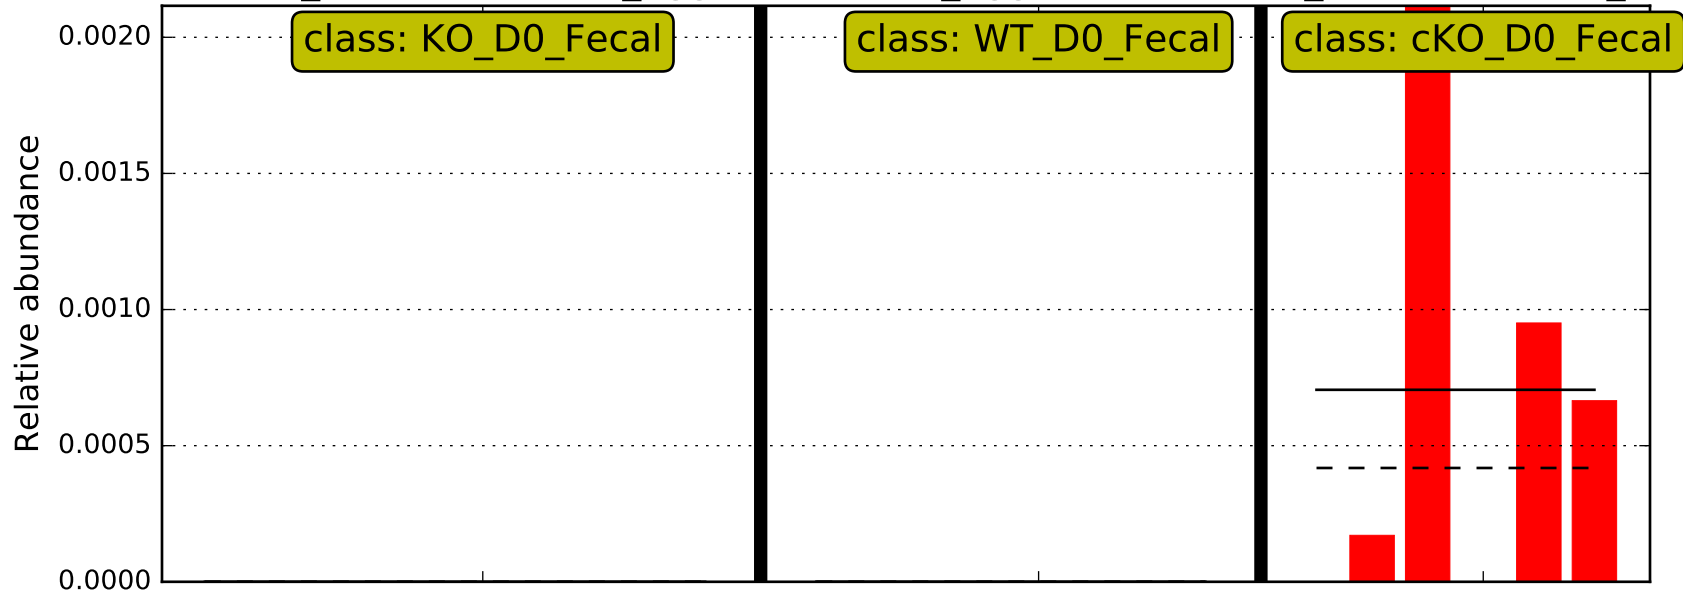 class: KO_D0_Fecal
class: WT_D0_Fecal
class: cKO_D0_Fecal
Relative abundance
0.0020
0.0015
0.0010
0.0005
0.0000